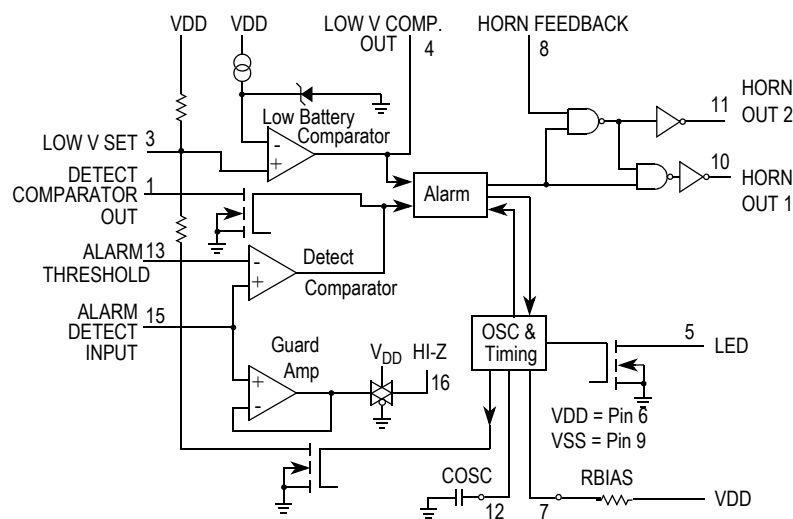 VDD
VDD
LOW V COMP.
OUT
4
HORN FEEDBACK
8
HORN
OUT 2
11
Low Battery
Comparator
-
+
LOW V SET
3
DETECT
COMPARATOR
OUT
1
Alarm
10
HORN
OUT 1
ALARM
THRESHOLD
13
-
+
Detect
Comparator
ALARM
DETECT
INPUT
15
OSC &
Timing
5
LED
Guard
Amp
+
-
VDD
HI-Z
16
VDD = Pin 6
VSS = Pin 9
COSC
12
7
RBIAS
VDD